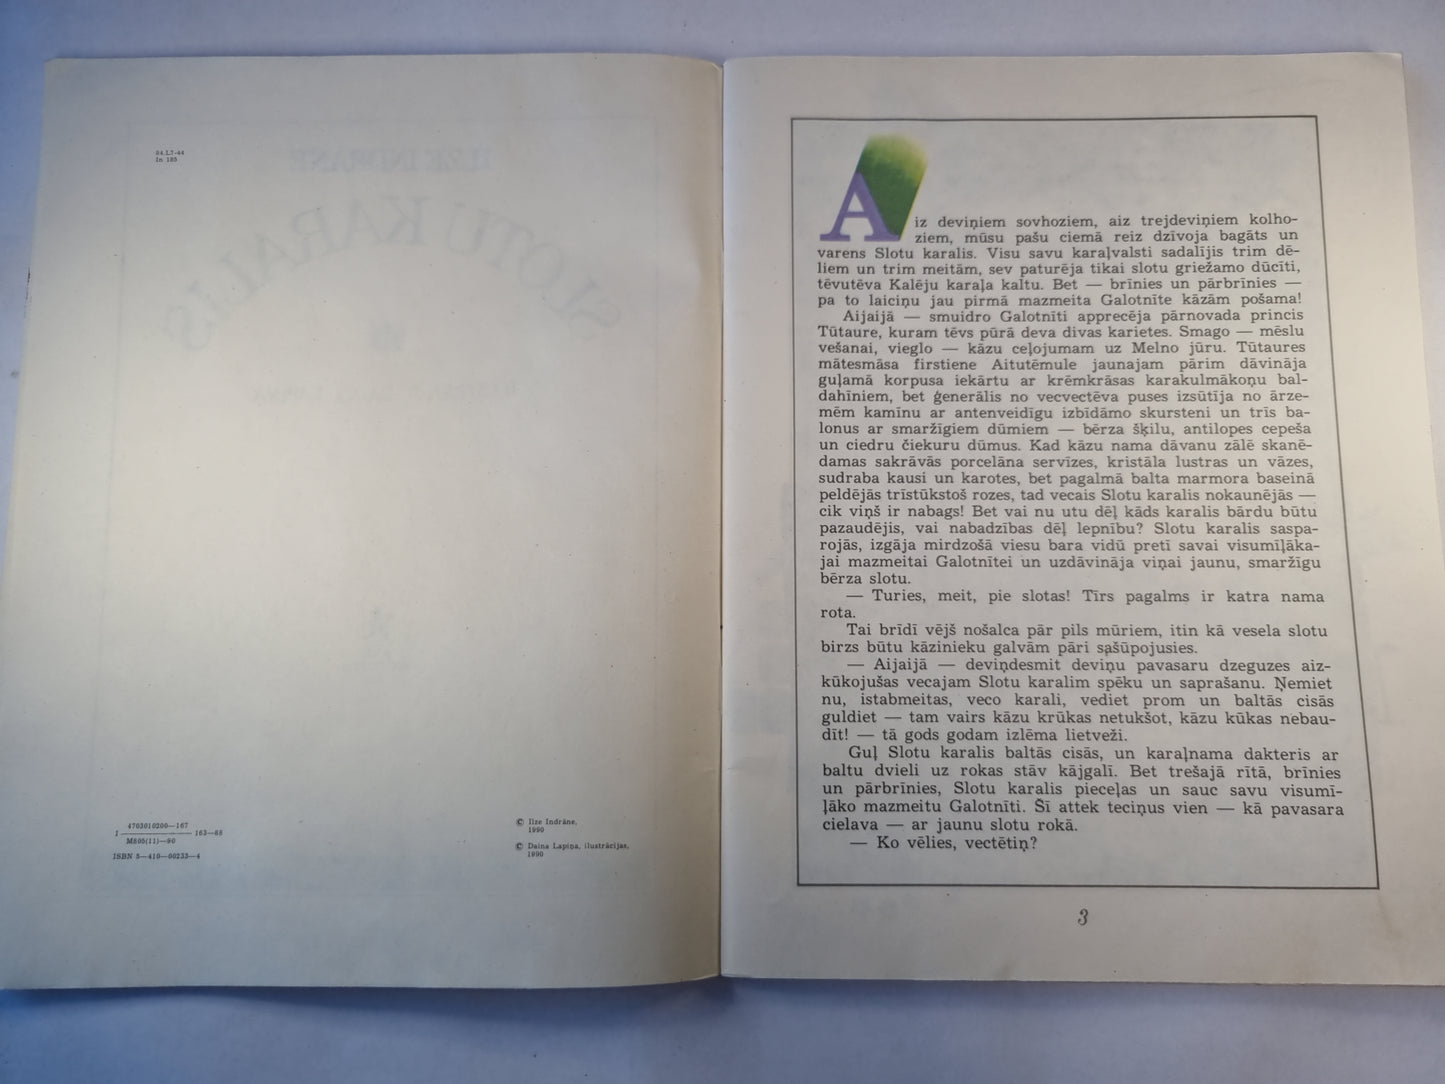 84.L7-44
In 185
ILZE INDRĀNE
SLOTU KARALIS
4703010200—167
I ———— 163—88
M805(11)—90
ISBN 5—410—00233—4
© Ilze Indrāne,
1990
© Daina Lapiņa, ilustrācijas,
1990
Aiz deviņiem sovhoziem, aiz trejdeviņiem kolho-
ziem, mūsu pašu ciemā reiz dzīvoja bagāts un
varens Slotu karalis. Visu savu karaļvalsti sadalījis trim dē-
liem un trim meitām, sev paturēja tikai slotu griežamo dūcīti,
tēvutēva Kalēju karaļa kaltu. Bet — brīnies un pārbrīnies —
pa to laiciņu jau pirmā mazmeita Galotnīte kāzām pošama!
Aijaijā — smuidro Galotnīti apprecēja pārnovada princis
Tūtaure, kuram tēvs pūrā deva divas karietes. Smago — mēslu
vešanai, vieglo — kāzu ceļojumam uz Melno jūru. Tūtaures
mātesmāsa firstiene Aitutēmule jaunajam pārim dāvināja
guļamā korpusa iekārtu ar krēmkrāsas karakulmākoņu bal-
dahīniem, bet ģenerālis no vecvectēva puses izsūtīja no ārze-
mēm kamīnu ar antenveidīgu izbīdāmo skursteni un trīs ba-
lonus ar smaržīgiem dūmiem — bērza šķilu, antilopes cepeša
un ciedru čiekuru dūmus. Kad kāzu nama dāvanu zālē skanē-
damas sakrāvās porcelāna servīzes, kristāla lustras un vāzes,
sudraba kausi un karotes, bet pagalmā balta marmora baseinā
peldējās trīstūkstoš rozes, tad vecais Slotu karalis nokaunējās —
cik viņš ir nabags! Bet vai nu utu dēļ kāds karalis bārdu būtu
pazaudējis, vai nabadzības dēļ lepnību? Slotu karalis saspa-
rojās, izgāja mirdzošā viesu bara vidū pretī savai visumīļāka-
jai mazmeitai Galotnītei un uzdāvināja viņai jaunu, smaržīgu
bērza slotu.
— Turies, meit, pie slotas! Tīrs pagalms ir katra nama
rota.
Tai brīdī vējš nošalca pār pils mūriem, itin kā vesela slotu
birzs būtu kāzinieku galvām pāri sašūpojusies.
— Aijaijā — deviņdesmit deviņu pavasaru dzeguzes aiz-
kūkojušas vecajam Slotu karalim spēku un saprašanu. Ņemiet
nu, istabmeitas, veco karali, vediet prom un baltās cisās
guldiet — tam vairs kāzu krūkas netukšot, kāzu kūkas nebau-
dīt! — tā gods godam izlēma lietveži.
Guļ Slotu karalis baltās cisās, un karaļnama dakteris ar
baltu dvieli uz rokas stāv kājgalī. Bet trešajā rītā, brīnies
un pārbrīnies, Slotu karalis pieceļas un sauc savu visumī-
ļāko mazmeitu Galotnīti. Šī attek teciņus vien — kā pavasara
cielava — ar jaunu slotu rokā.
— Ko vēlies, vectētiņ?
3